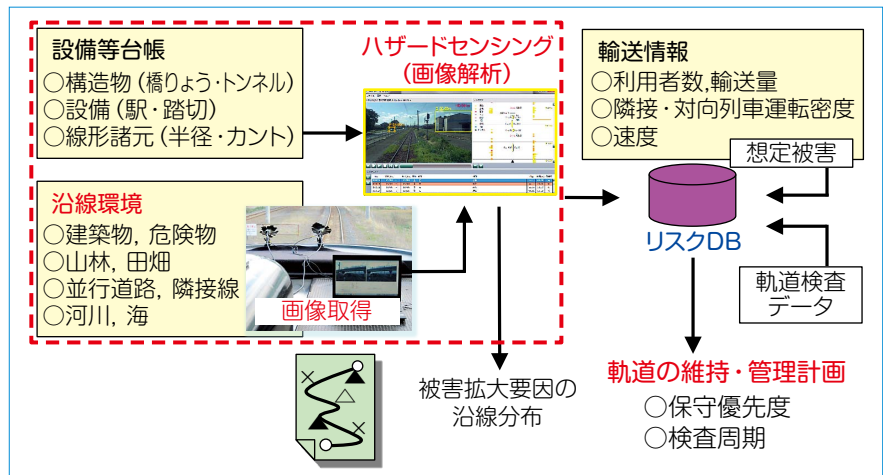 設備等台帳
○構造物(橋りょう・トンネル)
○設備(駅・踏切)
○線形諸元(半径・カント)
ハザードセンシング
(画像解析)
輸送情報
○利用者数,輸送量
○隣接・対向列車運転密度
○速度
想定被害
沿線環境
○建築物, 危険物
○山林, 田畑
○並行道路, 隣接線
○河川, 海
画像取得
リスクDB
軌道検査
データ
被害拡大要因の
沿線分布
軌道の維持・管理計画
○保守優先度
○検査周期